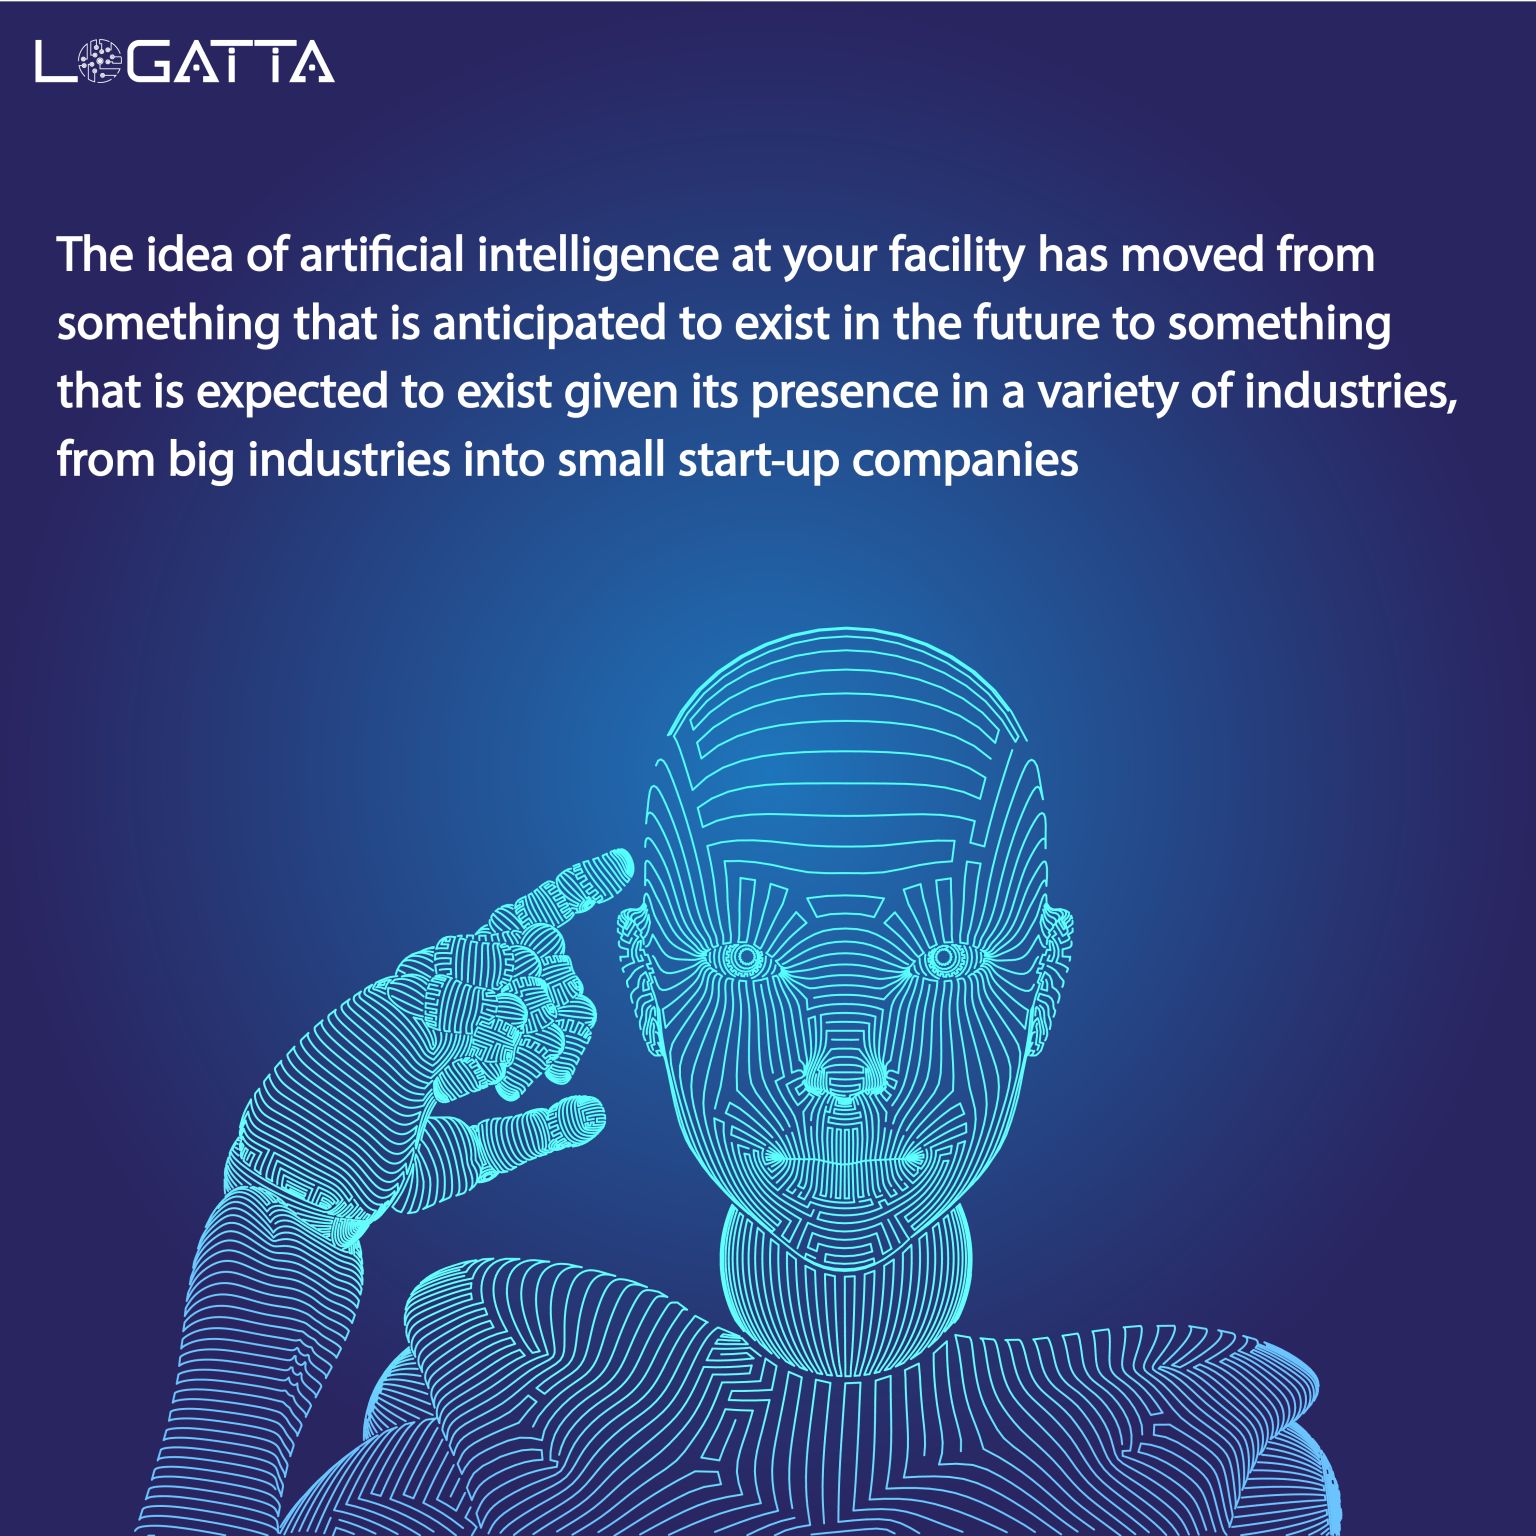 LOGATTA
The idea of artificial intelligence at your facility has moved from
something that is anticipated to exist in the future to something
that is expected to exist given its presence in a variety of industries,
from big industries into small start-up companies